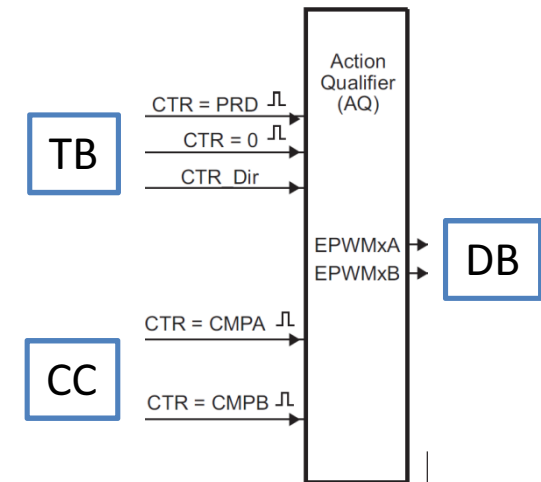 Action
Qualifier
(AQ)
CTR = PRD
CTR = 0
CTR_Dir
TB
EPWMxA
EPWMxB
DB
CTR = CMPA
CC
CTR = CMPB